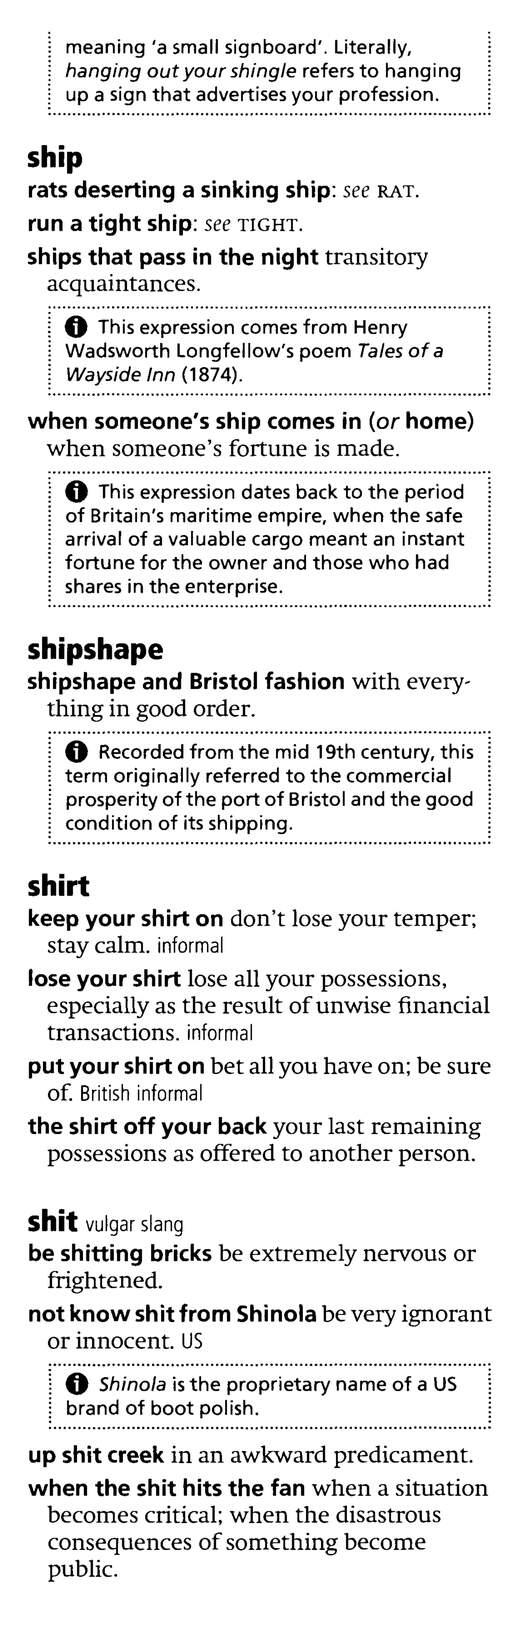 meaning ‘a small signboard’. Literally,
hanging out your shingle refers to hanging
up a sign that advertises your profession.
ship
rats deserting a sinking ship: see RAT.
run a tight ship: see TIGHT.
ships that pass in the night transitory
acquaintances.
This expression comes from Henry
Wadsworth Longfellow’s poem Tales of a
Wayside Inn (1874).
when someone’s ship comes in (or home)
when someone’s fortune is made.
This expression dates back to the period
of Britain’s maritime empire, when the safe
arrival of a valuable cargo meant an instant
fortune for the owner and those who had
shares in the enterprise.
shipshape
shipshape and Bristol fashion with every-
thing in good order.
Recorded from the mid 19th century, this
term originally referred to the commercial
prosperity of the port of Bristol and the good
condition of its shipping.
shirt
keep your shirt on don’t lose your temper;
stay calm. informal
lose your shirt lose all your possessions,
especially as the result of unwise financial
transactions. informal
put your shirt on bet all you have on; be sure
of. British informal
the shirt off your back your last remaining
possessions as offered to another person.
shit vulgar slang
be shitting bricks be extremely nervous or
frightened.
not know shit from Shinola be very ignorant
or innocent. US
Shinola is the proprietary name of a US
brand of boot polish.
up shit creek in an awkward predicament.
when the shit hits the fan when a situation
becomes critical; when the disastrous
consequences of something become
public.